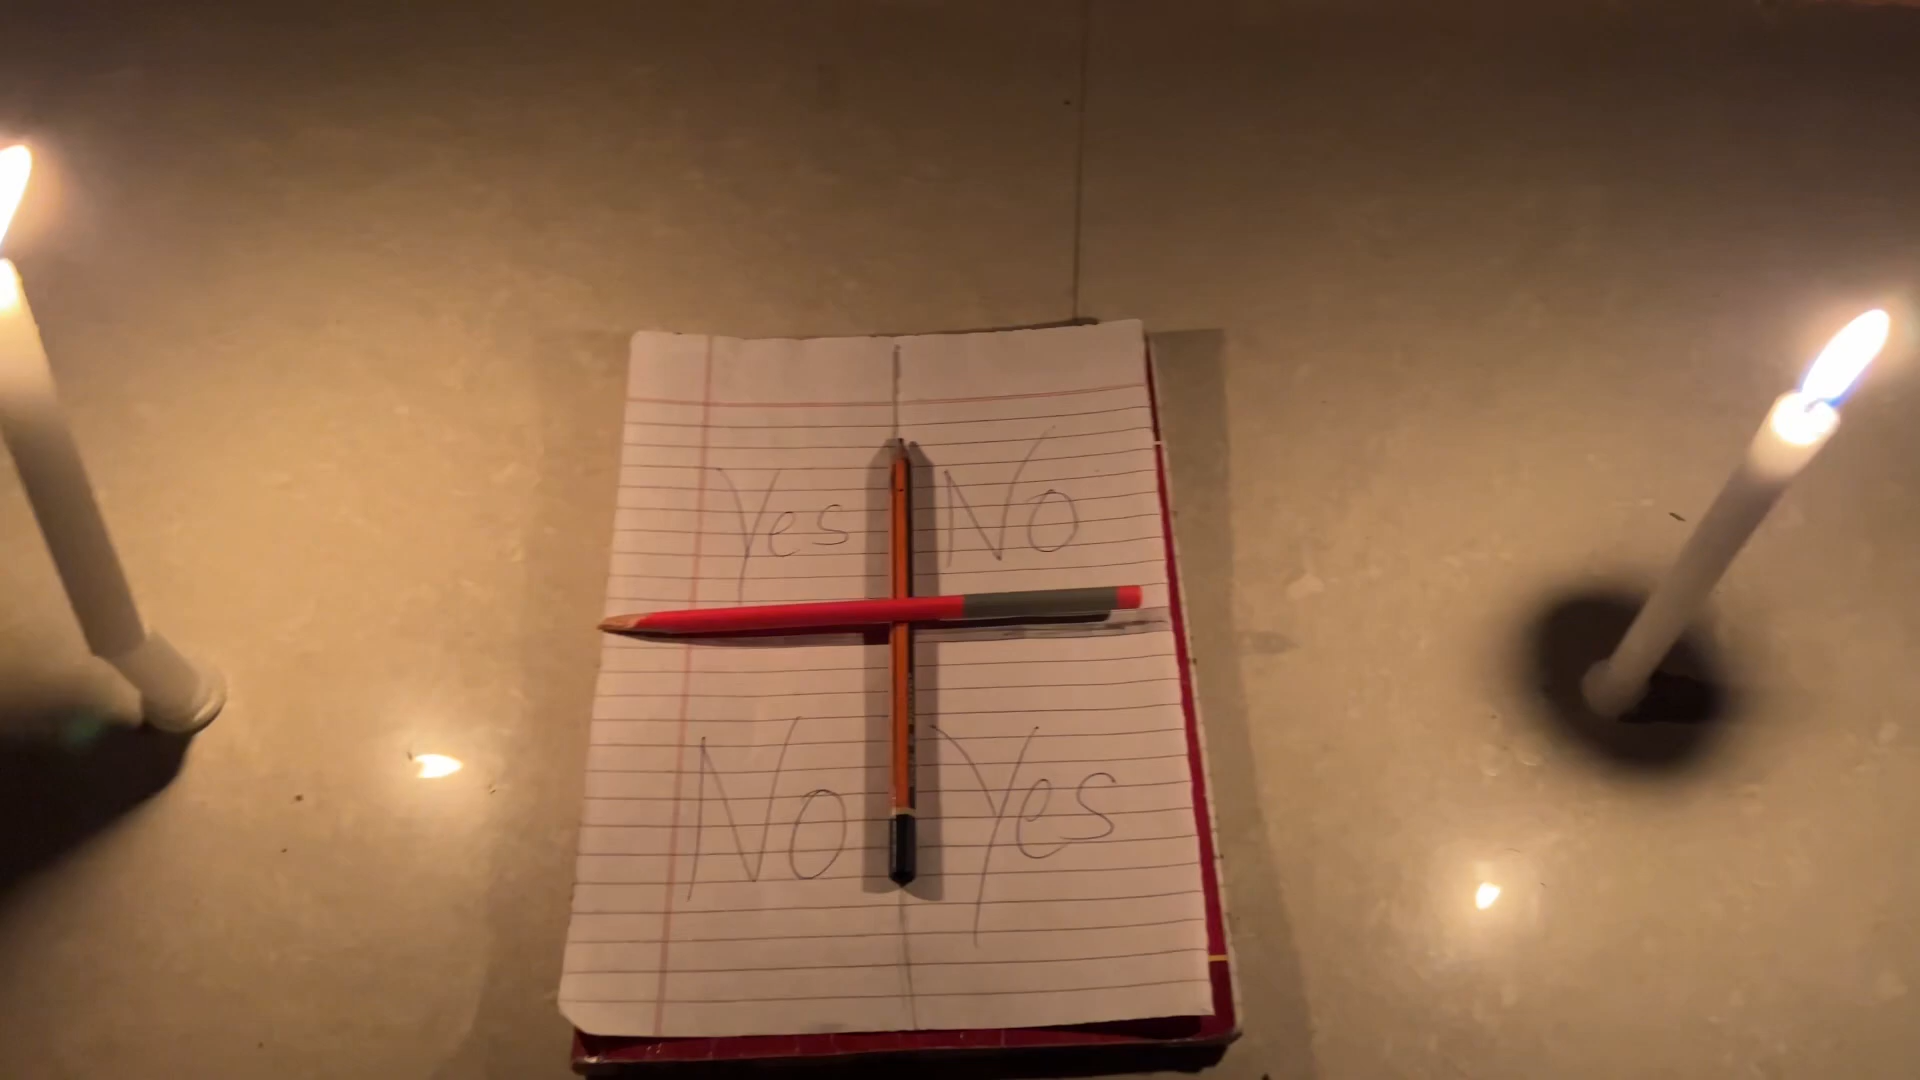 Yes No
No Yes